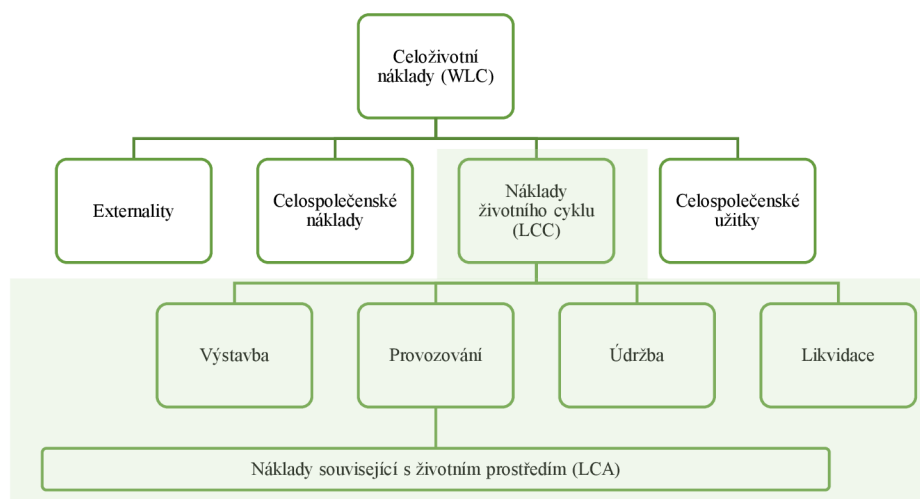 Celoživotní
náklady (WLC)
Externality
Celospolečenské
náklady
Náklady
životního cyklu
(LCC)
Celospolečenské
užitky
Výstavba
Provozování
Údržba
Likvidace
Náklady související s životním prostředím (LCA)